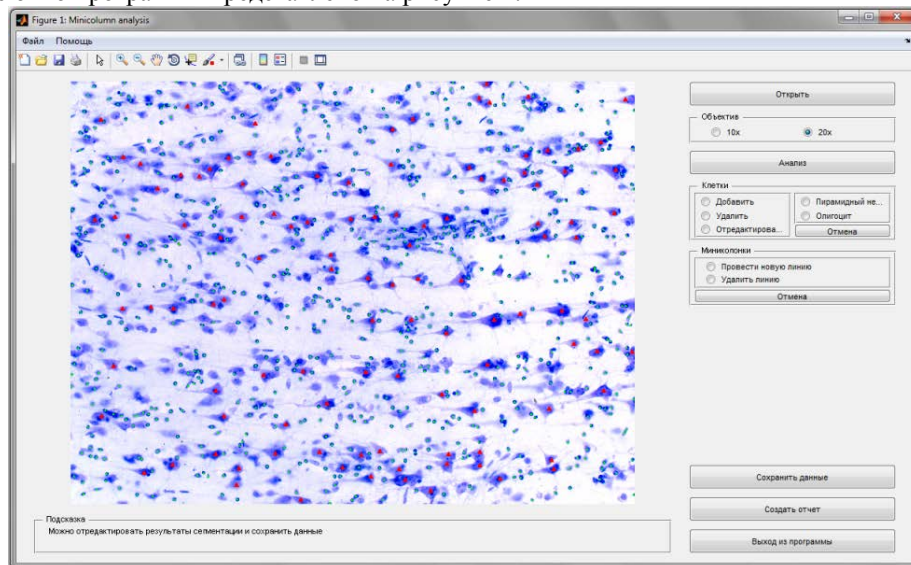 Figure 1: Minicolumn analysis
Файл Помощь
Открыть
Объектив
10x 20x
Анализ
Клетки
Добавить
Удалить
Отредактирова...
Пирамидный не...
Олигоцит
Отмена
Миниколонки
Провести новую линию
Удалить линию
Отмена
Сохранить данные
Создать отчет
Выход из программы
Подсказка
Можно отредактировать результаты сегментации и сохранить данные